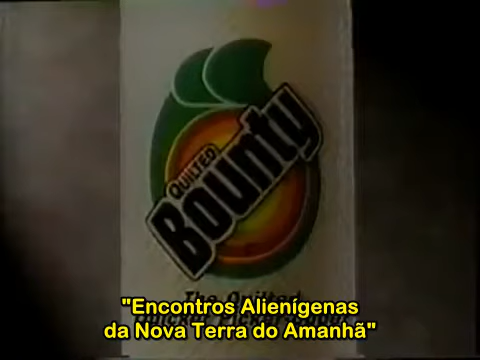 QUILTED
Bounty
The Quilted
"Encontros Alienígenas
da Nova Terra do Amanhã"